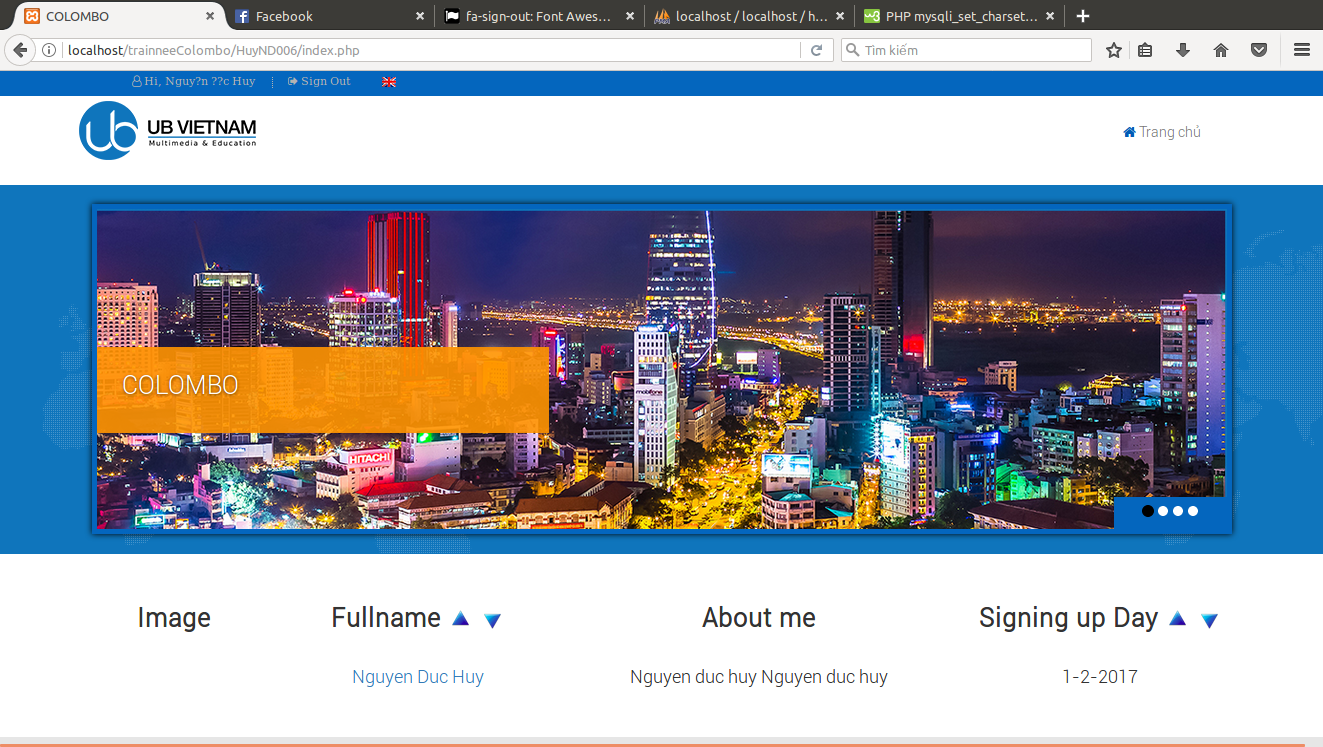 COLOMBO
Facebook
fa-sign-out: Font Awes...
localhost / localhost / h...
PHP mysqli_set_charset...
localhost/trainneeColombo/HuyND006/index.php
Tìm kiếm
Hi, Nguy?n ??c Huy
Sign Out
ub
UB VIETNAM
Multimedia & Education
Trang chủ
COLOMBO
mobifone
HITACHI
Image
Fullname
About me
Signing up Day
Nguyen Duc Huy
Nguyen duc huy Nguyen duc huy
1-2-2017